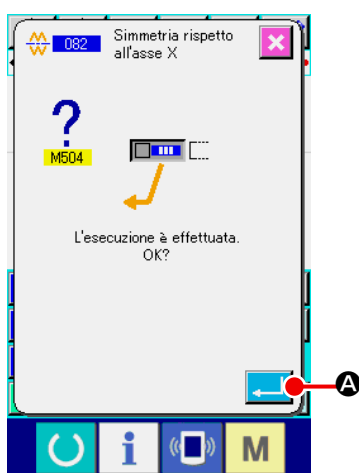 082 Simmetria rispetto
all'asse X
?
M504
L'esecuzione è effettuata.
OK?
A
i
M